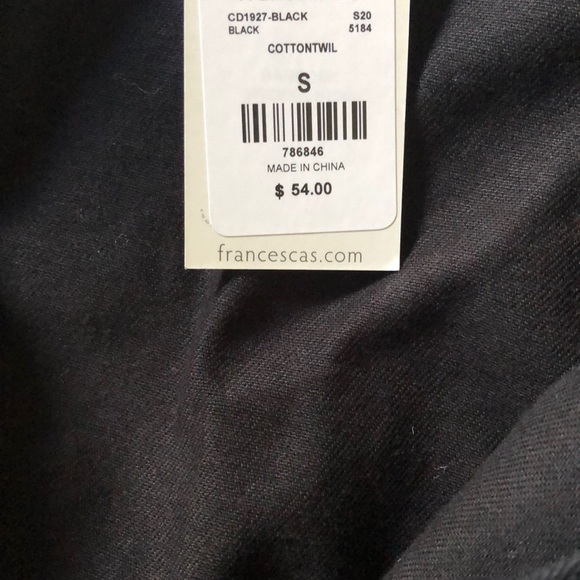 CD1927-BLACK S20
BLACK 5184
COTTONTWIL
S
786846
MADE IN CHINA
$ 54.00
francescas.com